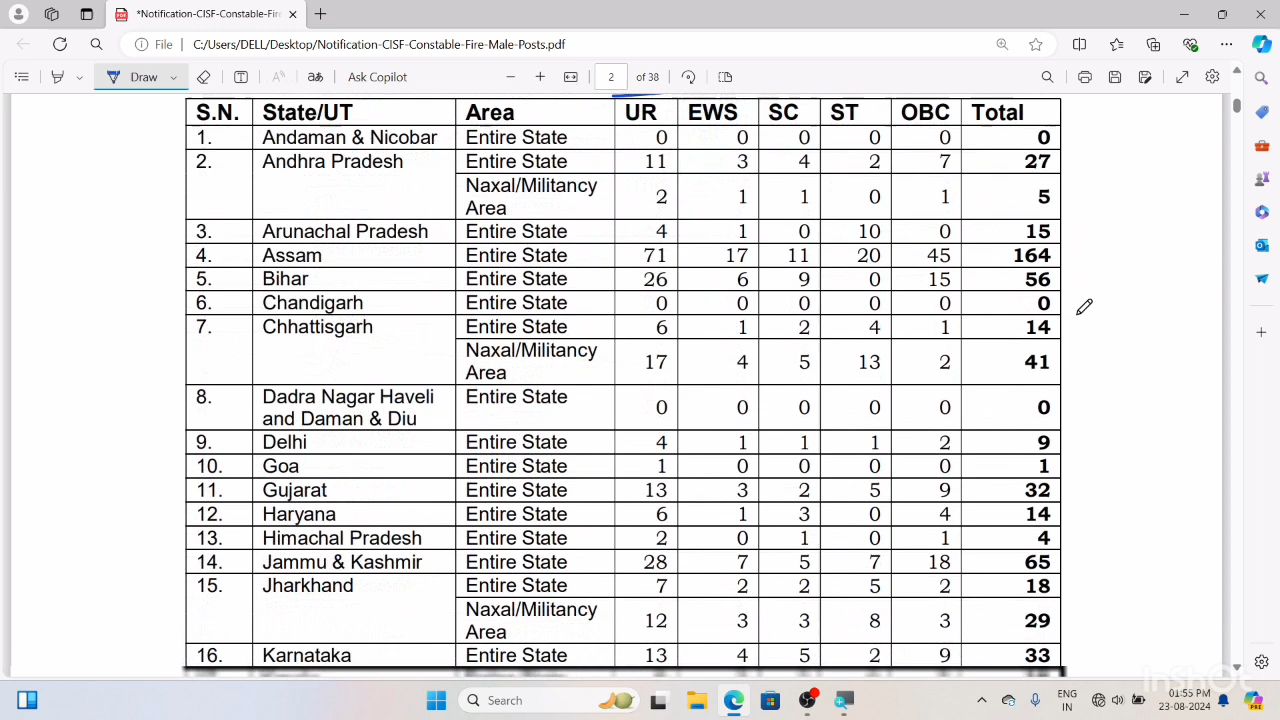 *Notification-CISF-Constable-Fire-
File C:/Users/DELL/Desktop/Notification-CISF-Constable-Fire-Male-Posts.pdf
Draw Ask Copilot 2 of 38
S.N. State/UT Area UR EWS SC ST OBC Total
1. Andaman & Nicobar Entire State 0 0 0 0 0 0
2. Andhra Pradesh Entire State 11 3 4 2 7 27
Naxal/Militancy
Area 2 1 1 0 1 5
3. Arunachal Pradesh Entire State 4 1 0 10 0 15
4. Assam Entire State 71 17 11 20 45 164
5. Bihar Entire State 26 6 9 0 15 56
6. Chandigarh Entire State 0 0 0 0 0 0
7. Chhattisgarh Entire State 6 1 2 4 1 14
Naxal/Militancy
Area 17 4 5 13 2 41
8. Dadra Nagar Haveli
and Daman & Diu Entire State 0 0 0 0 0 0
9. Delhi Entire State 4 1 1 1 2 9
10. Goa Entire State 1 0 0 0 0 1
11. Gujarat Entire State 13 3 2 5 9 32
12. Haryana Entire State 6 1 3 0 4 14
13. Himachal Pradesh Entire State 2 0 1 0 1 4
14. Jammu & Kashmir Entire State 28 7 5 7 18 65
15. Jharkhand Entire State 7 2 2 5 2 18
Naxal/Militancy
Area 12 3 3 8 3 29
16. Karnataka Entire State 13 4 5 2 9 33
InShOt
Search
ENG
IN
01:55 PM
23-08-2024